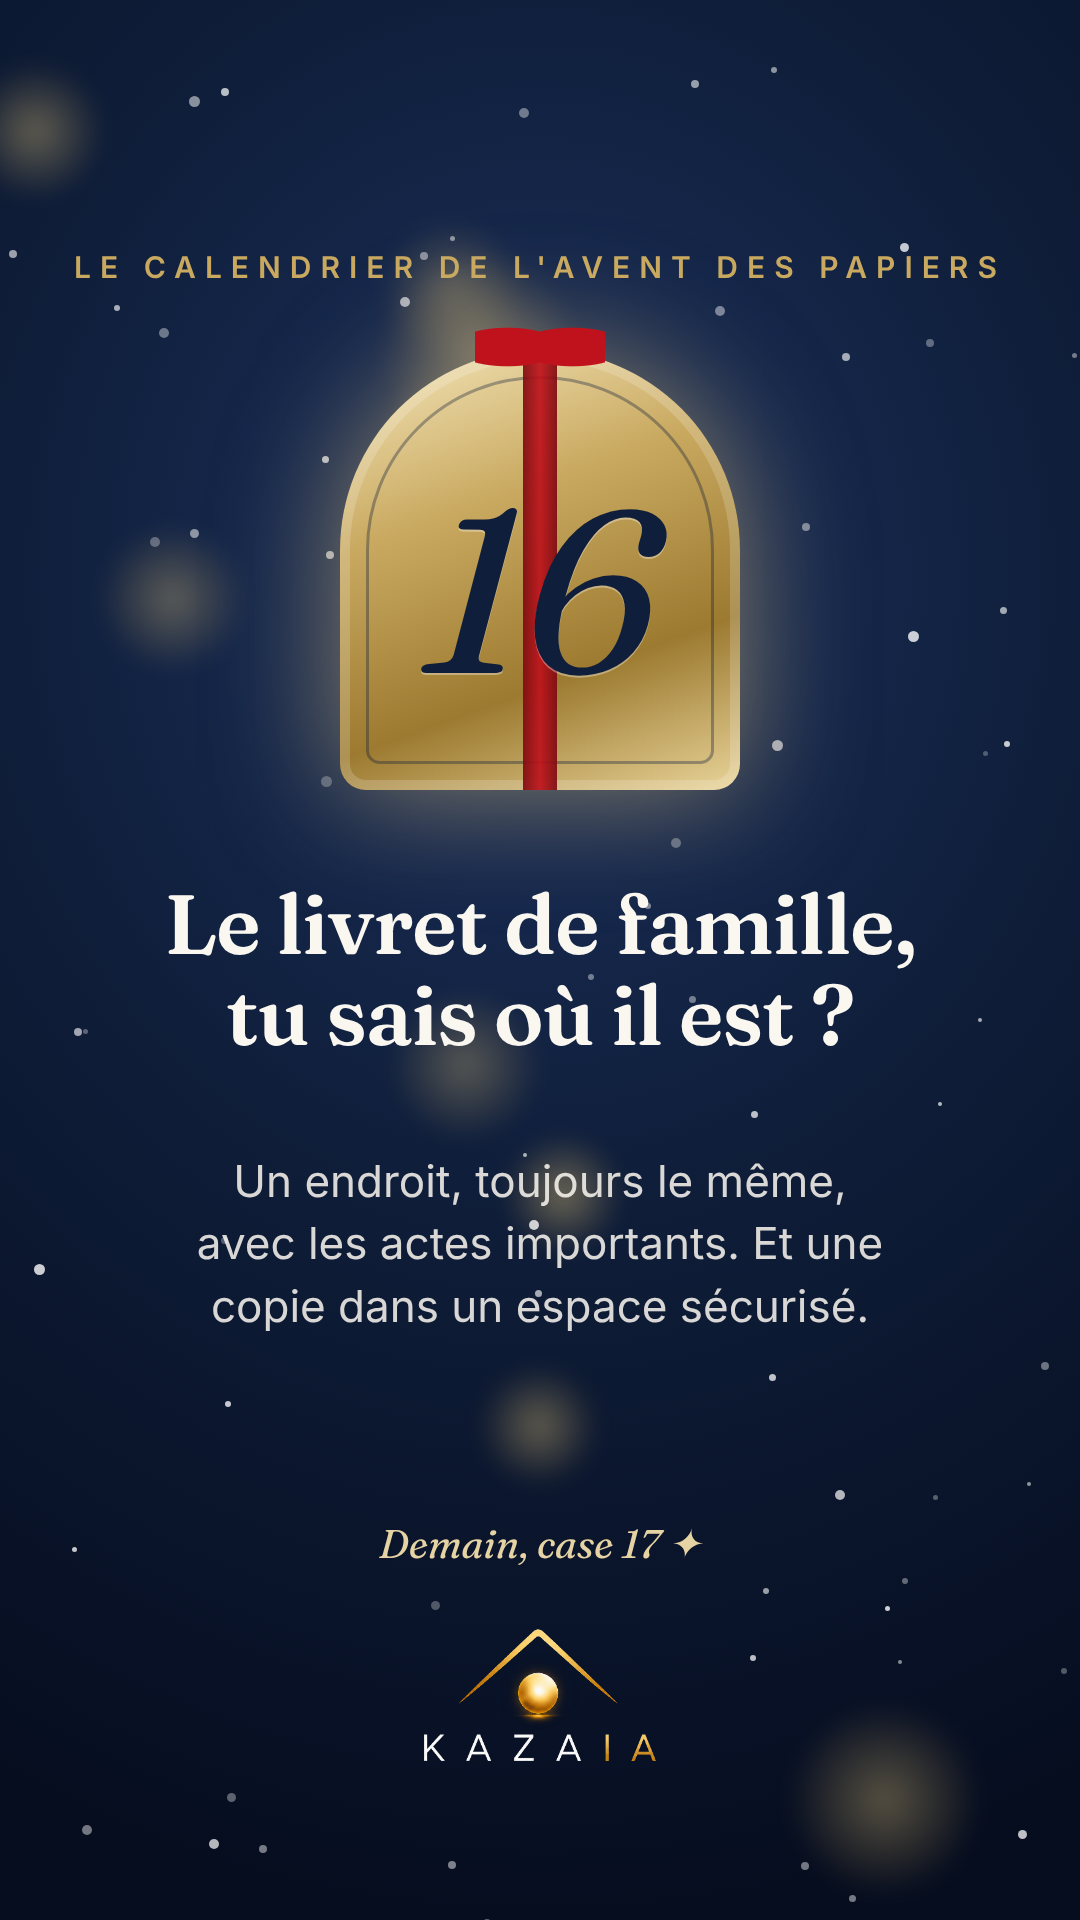 LE CALENDRIER DE L'AVENT DES PAPIERS
16
Le livret de famille,
tu sais où il est ?
Un endroit, toujours le même,
avec les actes importants. Et une
copie dans un espace sécurisé.
Demain, case 17 ✦
KAZAIA